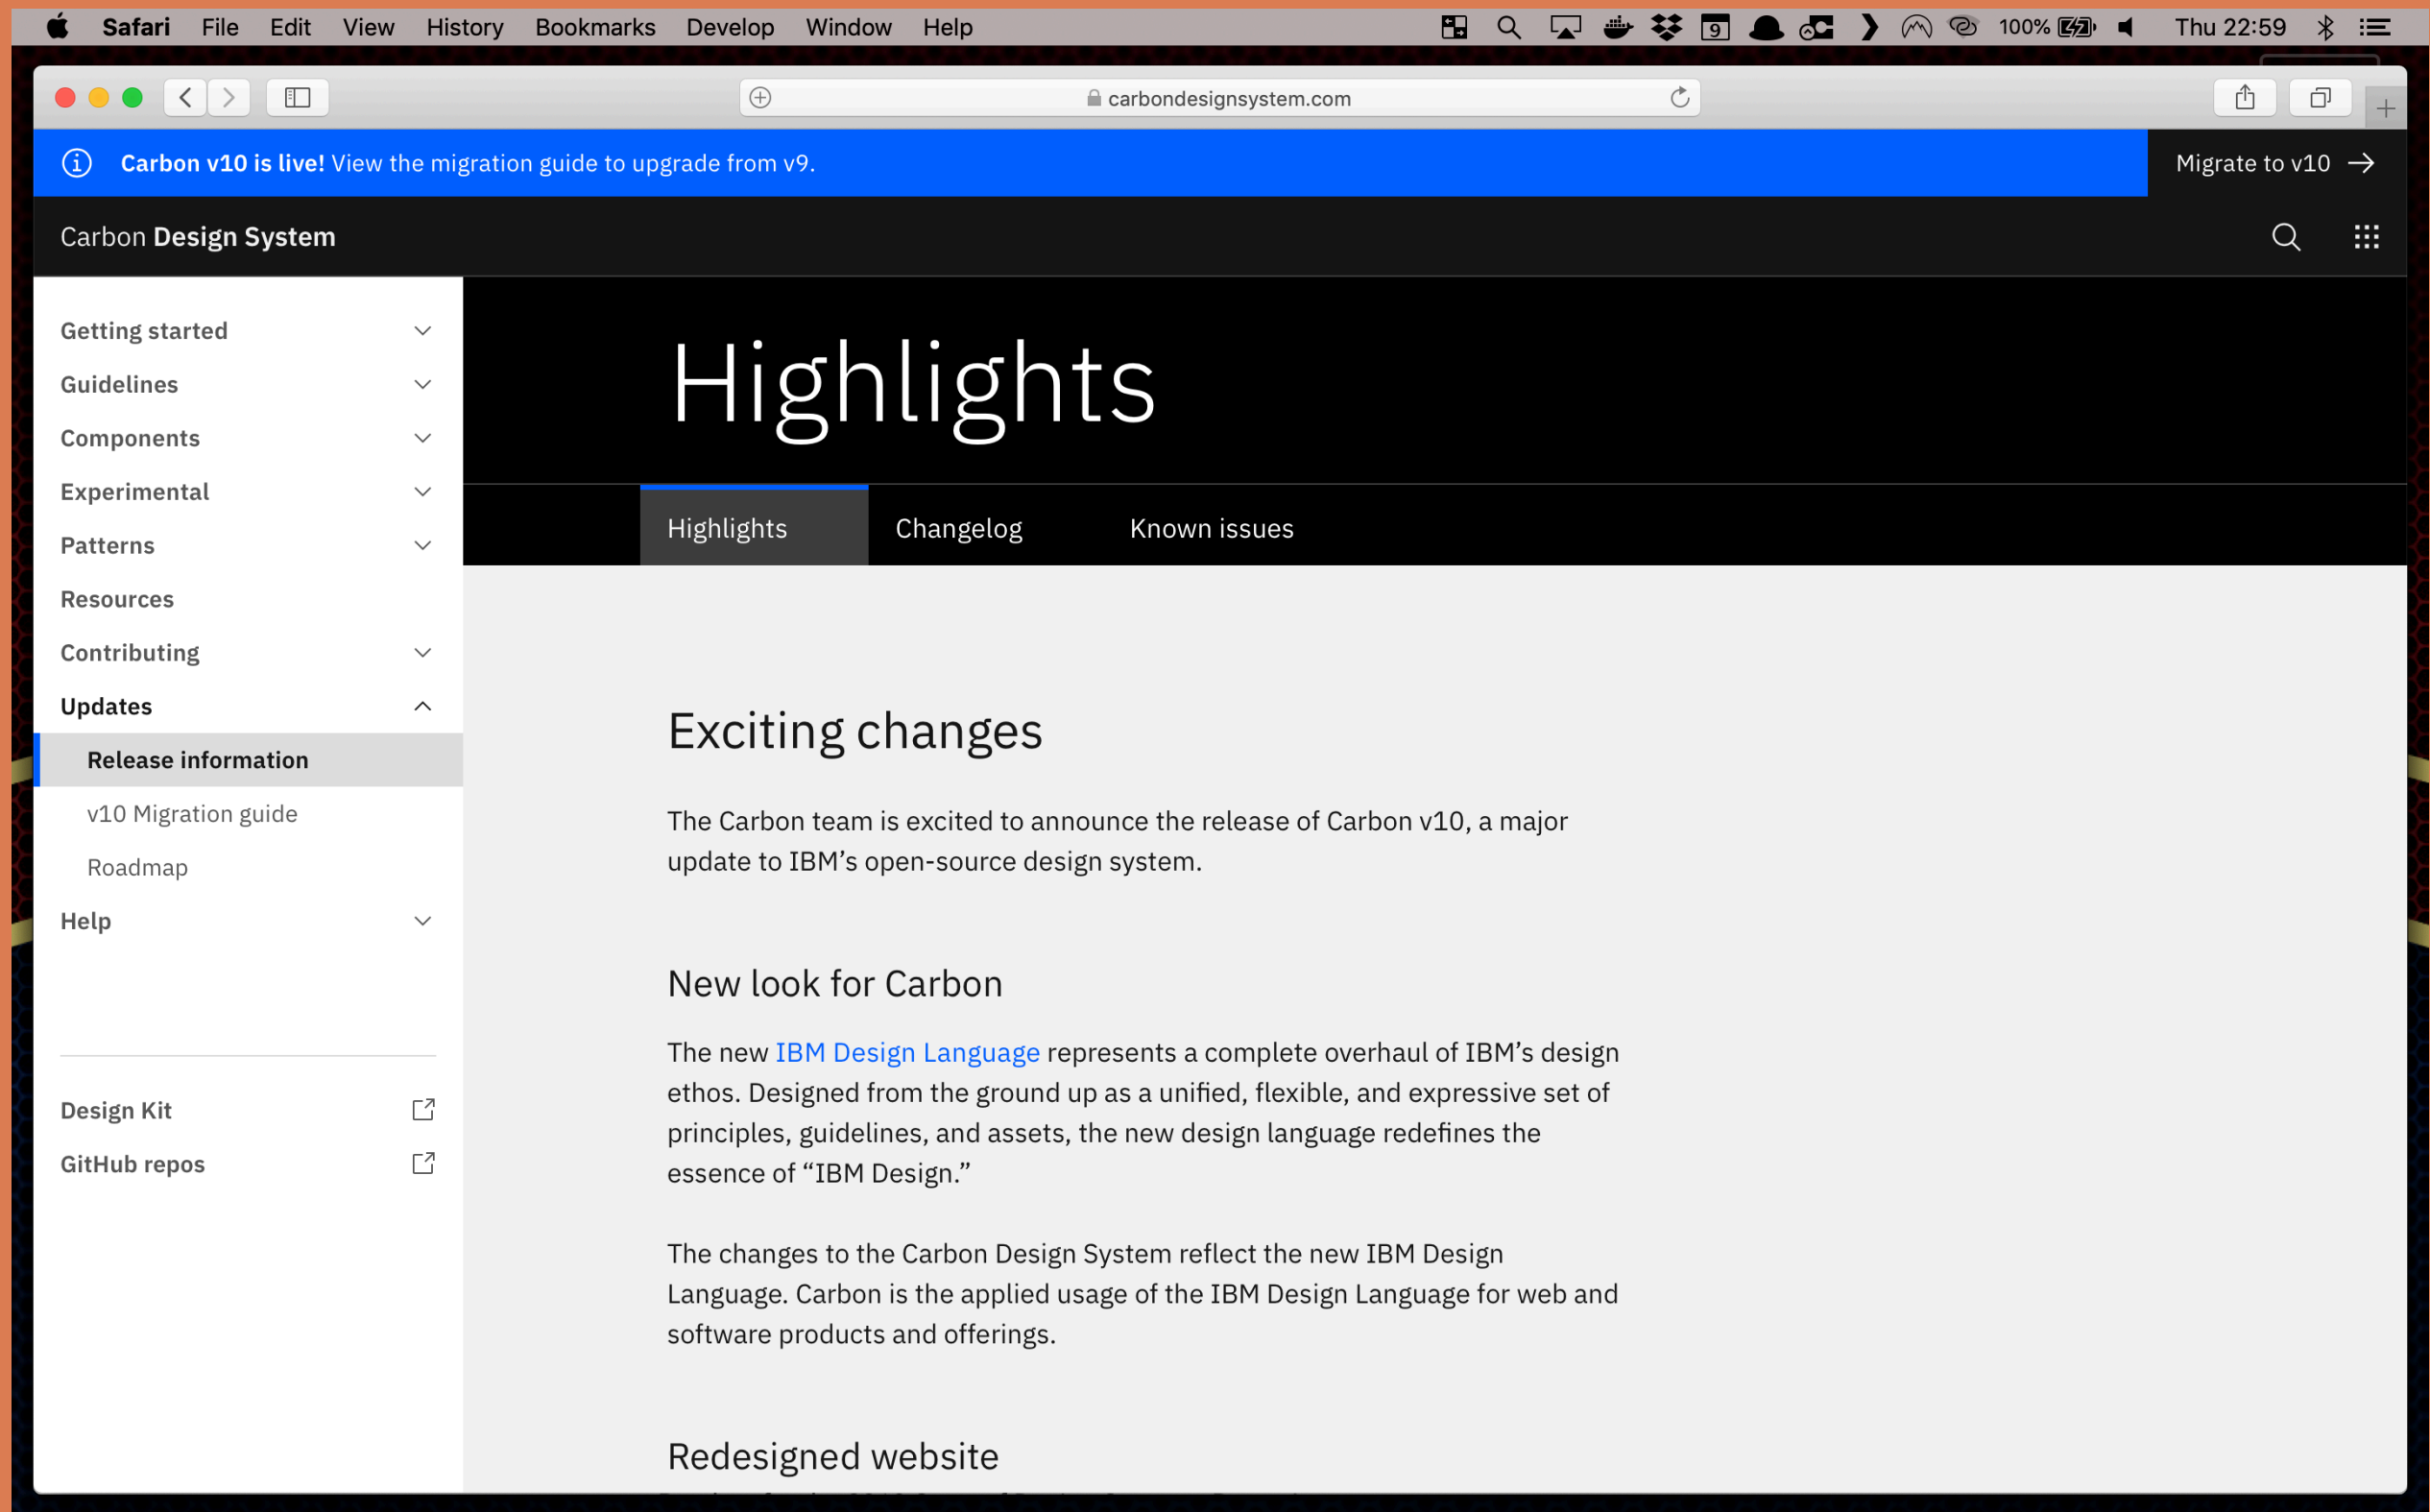 Safari File Edit View History Bookmarks Develop Window Help 9 100% Thu 22:59
carbondesignsystem.com
Carbon v10 is live! View the migration guide to upgrade from v9. Migrate to v10 →
Carbon Design System
Getting started
Guidelines
Components
Experimental
Patterns
Resources
Contributing
Updates
Release information
v10 Migration guide
Roadmap
Help
Design Kit
GitHub repos
Highlights
Highlights Changelog Known issues
Exciting changes
The Carbon team is excited to announce the release of Carbon v10, a major
update to IBM’s open-source design system.
New look for Carbon
The new IBM Design Language represents a complete overhaul of IBM’s design
ethos. Designed from the ground up as a unified, flexible, and expressive set of
principles, guidelines, and assets, the new design language redefines the
essence of “IBM Design.”
The changes to the Carbon Design System reflect the new IBM Design
Language. Carbon is the applied usage of the IBM Design Language for web and
software products and offerings.
Redesigned website